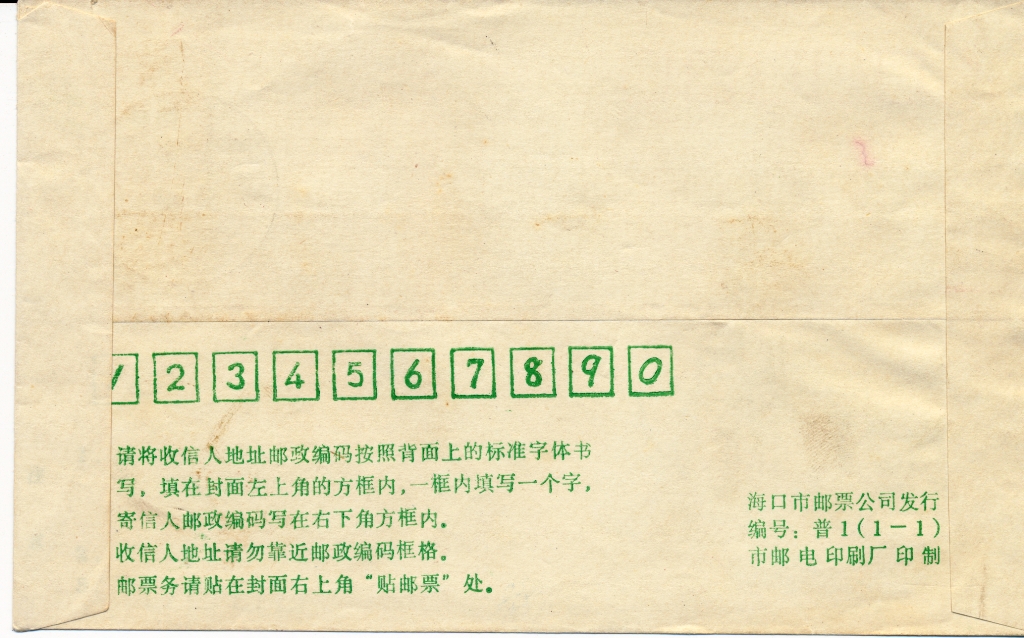 1 2 3 4 5 6 7 8 9 0
请将收信人地址邮政编码按照背面上的标准字体书
写，填在封面左上角的方框内，一框内填写一个字，
寄信人邮政编码写在右下角方框内。
收信人地址请勿靠近邮政编码框格。
邮票务请贴在封面右上角“贴邮票”处。
海口市邮票公司发行
编号：普1(1－1)
市邮电印刷厂印制